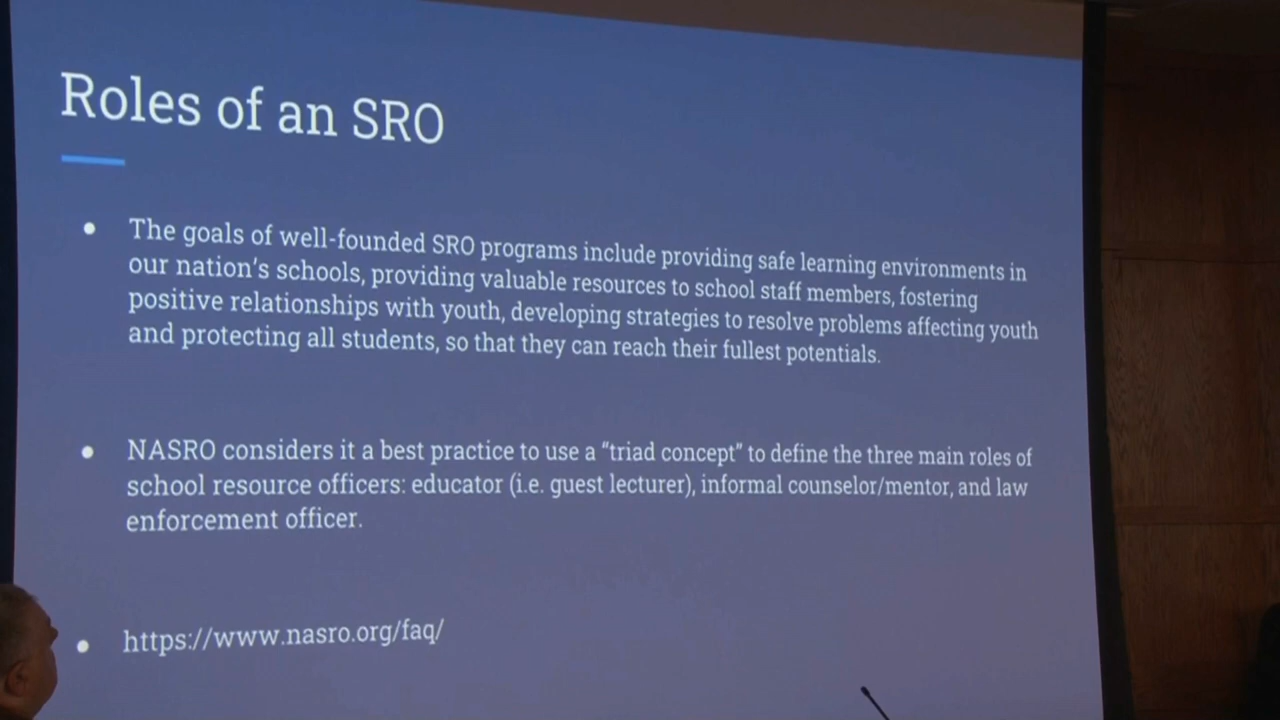 Roles of an SRO
● The goals of well-founded SRO programs include providing safe learning environments in
our nation's schools, providing valuable resources to school staff members, fostering
positive relationships with youth, developing strategies to resolve problems affecting youth
and protecting all students, so that they can reach their fullest potentials.
● NASRO considers it a best practice to use a “triad concept” to define the three main roles of
school resource officers: educator (i.e. guest lecturer), informal counselor/mentor, and law
enforcement officer.
● https://www.nasro.org/faq/